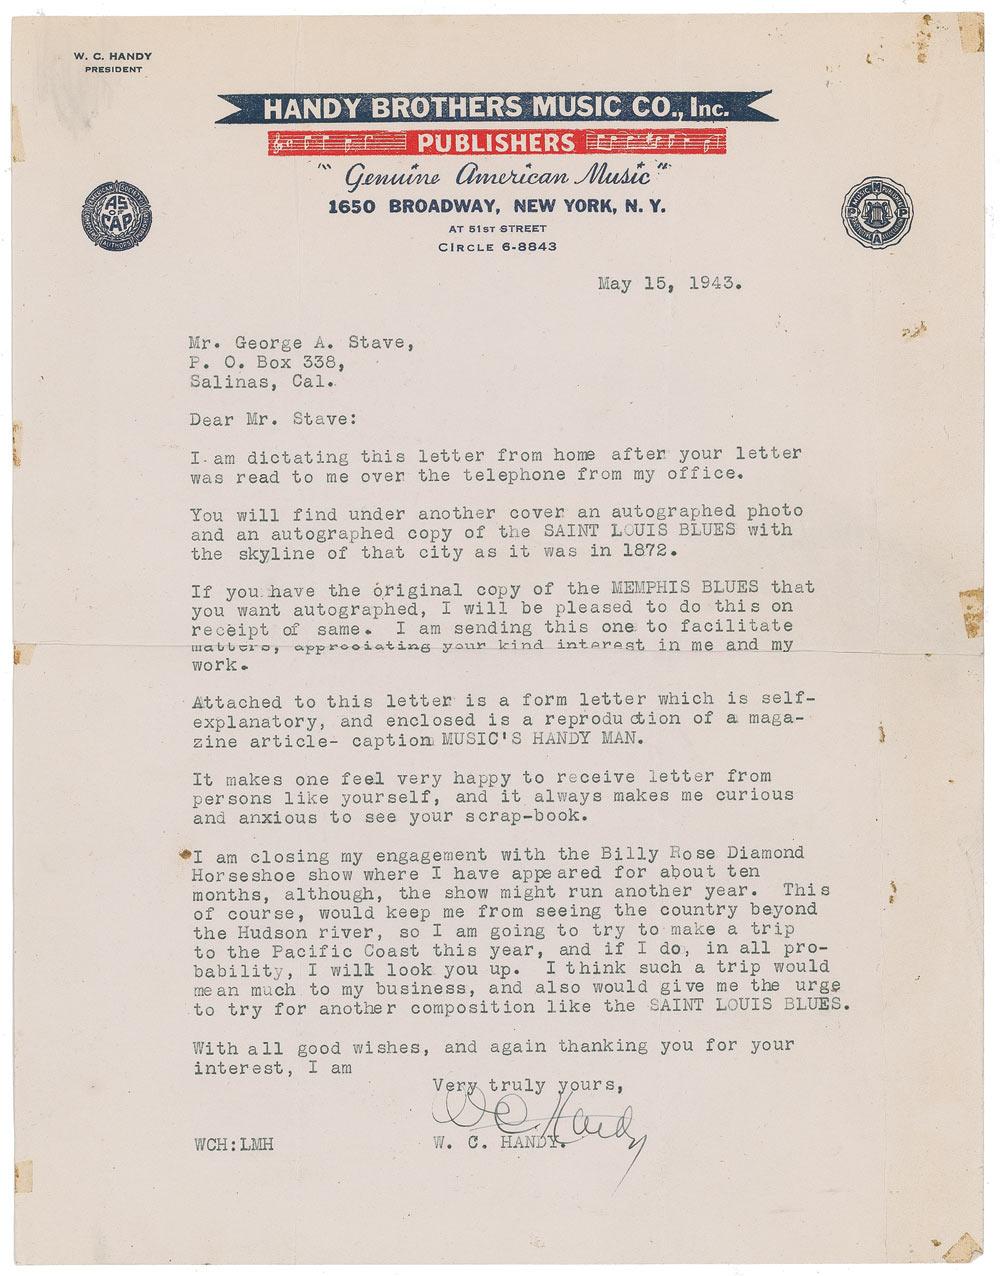 W. C. HANDY
PRESIDENT
HANDY BROTHERS MUSIC CO., Inc.
PUBLISHERS
"Genuine American Music"
1650 BROADWAY, NEW YORK, N. Y.
AT 51ST STREET
CIRCLE 6-8843
AS
OF
CAP
May 15, 1943.
Mr. George A. Stave,
P. O. Box 338,
Salinas, Cal.
Dear Mr. Stave:
I am dictating this letter from home after your letter
was read to me over the telephone from my office.
You will find under another cover an autographed photo
and an autographed copy of the SAINT LOUIS BLUES with
the skyline of that city as it was in 1872.
If you have the original copy of the MEMPHIS BLUES that
you want autographed, I will be pleased to do this on
receipt of same. I am sending this one to facilitate
matters, appreciating your kind interest in me and my
work.
Attached to this letter is a form letter which is self-
explanatory, and enclosed is a reproduction of a maga-
zine article- caption MUSIC'S HANDY MAN.
It makes one feel very happy to receive letter from
persons like yourself, and it always makes me curious
and anxious to see your scrap-book.
I am closing my engagement with the Billy Rose Diamond
Horseshoe show where I have appeared for about ten
months, although, the show might run another year. This
of course, would keep me from seeing the country beyond
the Hudson river, so I am going to try to make a trip
to the Pacific Coast this year, and if I do, in all pro-
bability, I will look you up. I think such a trip would
mean much to my business, and also would give me the urge
to try for another composition like the SAINT LOUIS BLUES.
With all good wishes, and again thanking you for your
interest, I am
Very truly yours,
W C Handy
WCH:LMH W. C. HANDY.